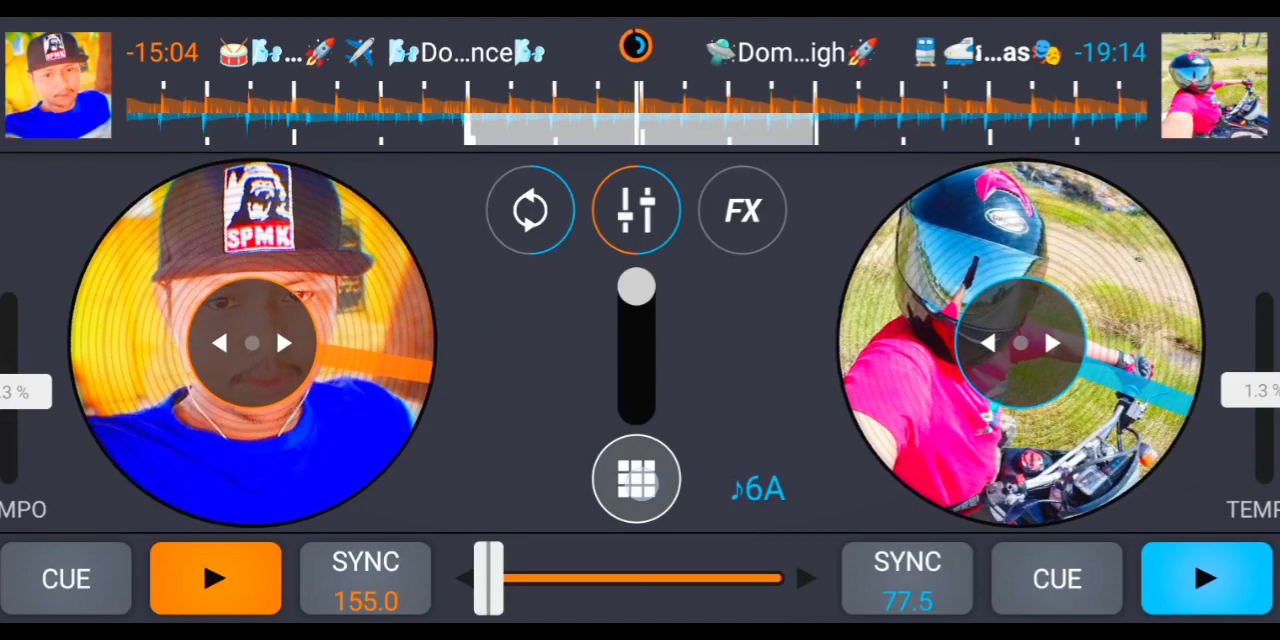 -15:04 🥁🌬️...🚀 ✈️ 🌬️Do...nce🌬️
🛸Dom...igh🚀 🚆 🚄î...as🎭 -19:14
SPMK
SPMK
FX
.3 %
1.3 %
♪6A
MPO
TEMP
CUE
SYNC
155.0
SYNC
77.5
CUE